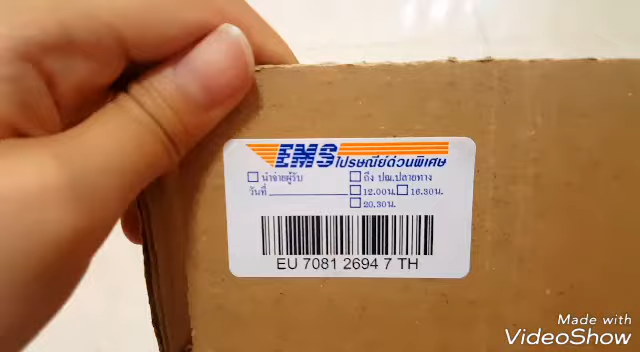 EMS ไปรษณีย์ด่วนพิเศษ
นำจ่ายผู้รับ ถึง ปณ.ปลายทาง
วันที่ 12.00น. 16.30น.
20.30น.
EU 7081 2694 7 TH
Made with
VideoShow